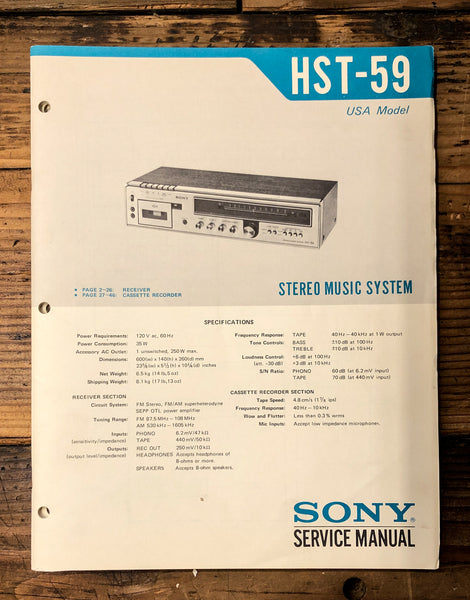 HST-59
USA Model
SONY
● PAGE 2-26: RECEIVER
● PAGE 27-46: CASSETTE RECORDER
STEREO MUSIC SYSTEM
SPECIFICATIONS
Power Requirements: 120 V ac, 60 Hz
Power Consumption: 35 W
Accessory AC Outlet: 1 unswitched, 250 W max.
Dimensions: 600(w) x 140(h) x 260(d) mm
Net Weight: 6.5 kg
Shipping Weight: 8.1 kg
RECEIVER SECTION
Circuit System: FM Stereo, FM/AM superheterodyne
SEPP OTL power amplifier
Tuning Range: FM 87.5 MHz - 108 MHz
AM 530 kHz - 1605 kHz
Inputs: PHONO 6.2 mV/47 kΩ
(sensitivity/impedance) TAPE 440 mV/50 kΩ
Outputs: REC OUT 250 mV/10 kΩ
(output level/impedance) HEADPHONES Accepts headphones of
8-ohms or more.
SPEAKERS Accepts 8-ohm speakers.
Frequency Response: TAPE 40 Hz - 40 kHz at 1 W output
Tone Controls: BASS ±10 dB at 100 Hz
TREBLE ±10 dB at 10 kHz
Loudness Control: +6 dB at 100 Hz
(att. -30 dB) +3 dB at 10 kHz
S/N Ratio: PHONO 60 dB (at 6.2 mV input)
TAPE 70 dB (at 440 mV input)
CASSETTE RECORDER SECTION
Tape Speed: 4.8 cm/s (1⅞ ips)
Frequency Response: 40 Hz - 10 kHz
Wow and Flutter: Less than 0.3% wrms
Mic Inputs: Accept low impedance microphones.
SONY®
SERVICE MANUAL